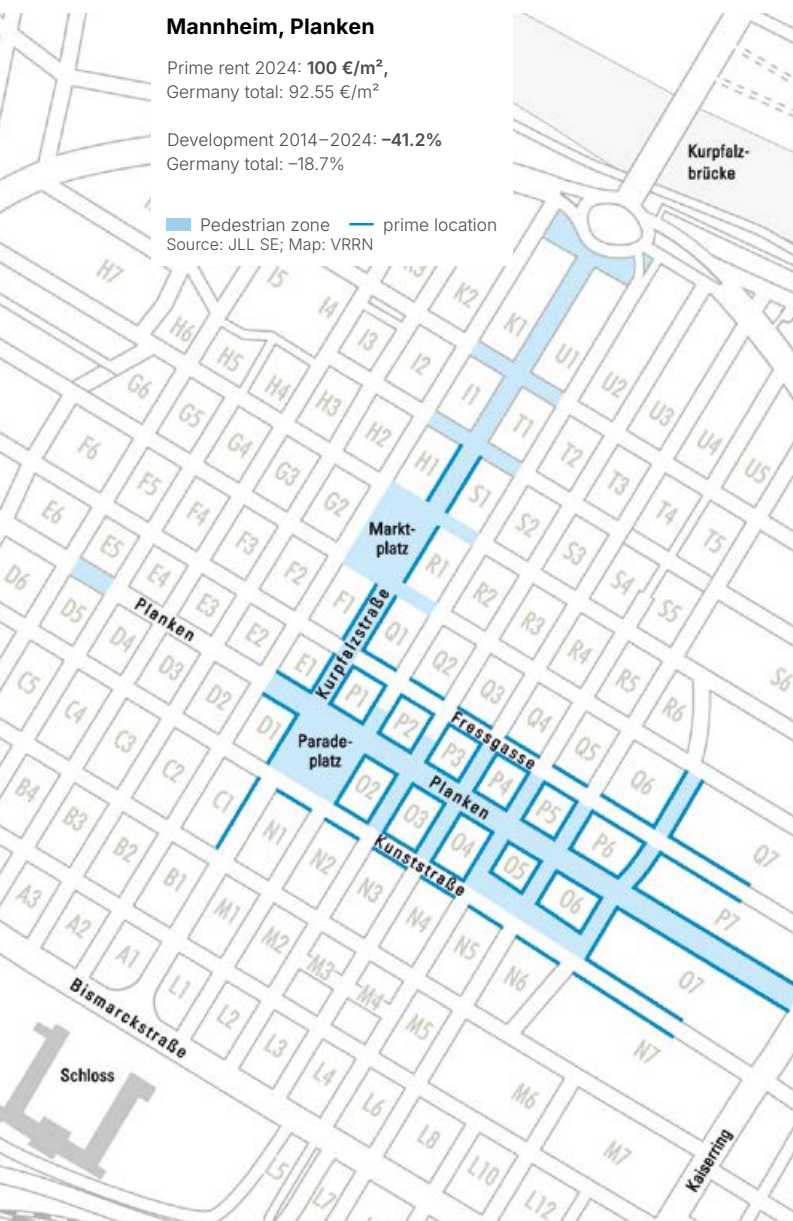 Mannheim, Planken
Prime rent 2024: 100 €/m²,
Germany total: 92.55 €/m²
Development 2014–2024: –41.2%
Germany total: –18.7%
Pedestrian zone
prime location
Source: JLL SE; Map: VRRN
Kurpfalz-
brücke
H7
I5
K2
K1
I4
H6
I3
U1
H5
I2
U2
G6
H4
I1
U3
H3
T1
U4
G5
H2
T2
U5
F6
G4
H1
T3
F5
G3
S1
T4
E6
F4
G2
Markt-
platz
S2
T5
E5
F3
R1
S3
D6
E4
F2
R2
S4
D5
E3
F1
R3
S5
Planken
Kurpfalzstraße
Q1
D4
E2
Q2
R4
S6
C5
D3
E1
P1
Q3
R5
C4
D2
P2
Fressgasse
Q4
R6
C3
D1
Parade-
platz
P3
Q5
B4
C2
O2
Planken
P4
Q6
B3
C1
O3
P5
Q7
B2
N1
Kunststraße
O4
P6
A3
B1
N2
O5
P7
A2
M1
N3
O6
A1
M2
N4
O7
L1
M3
N5
Bismarckstraße
L2
M4
N6
L3
M5
N7
Schloss
L4
M6
L6
M7
L8
Kaiserring
L5
L10
L7
L12